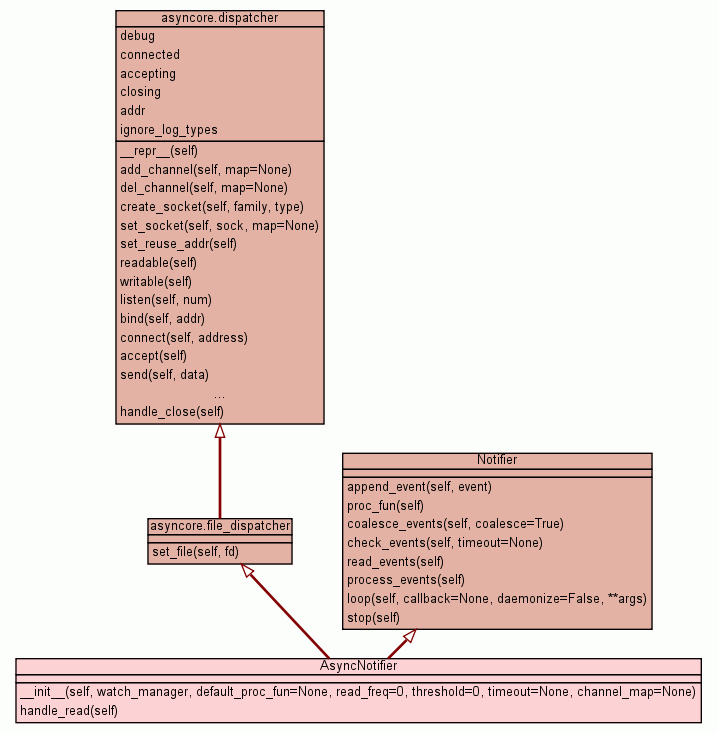 asyncore.dispatcher
debug
connected
accepting
closing
addr
ignore_log_types
__repr__(self)
add_channel(self, map=None)
del_channel(self, map=None)
create_socket(self, family, type)
set_socket(self, sock, map=None)
set_reuse_addr(self)
readable(self)
writable(self)
listen(self, num)
bind(self, addr)
connect(self, address)
accept(self)
send(self, data)
...
handle_close(self)
Notifier
append_event(self, event)
proc_fun(self)
coalesce_events(self, coalesce=True)
check_events(self, timeout=None)
read_events(self)
process_events(self)
loop(self, callback=None, daemonize=False, **args)
stop(self)
asyncore.file_dispatcher
set_file(self, fd)
AsyncNotifier
__init__(self, watch_manager, default_proc_fun=None, read_freq=0, threshold=0, timeout=None, channel_map=None)
handle_read(self)